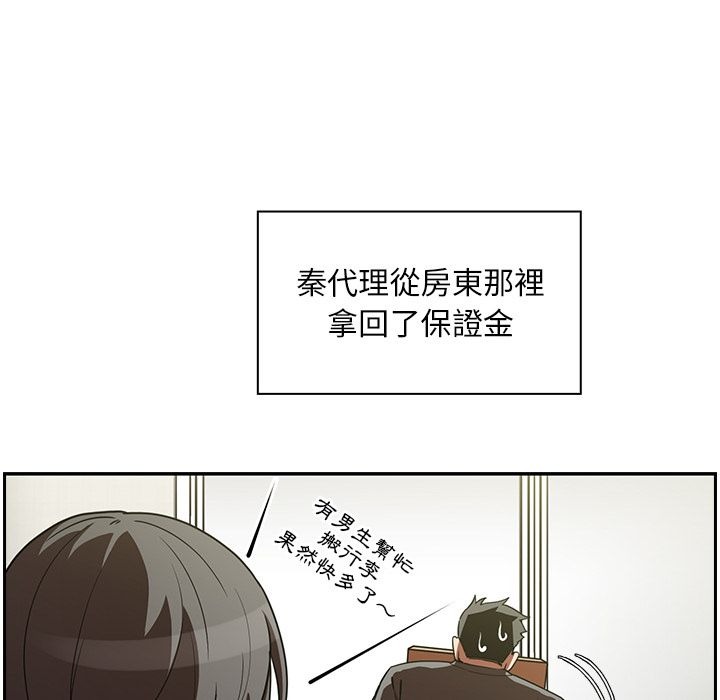 秦代理從房東那裡
拿回了保證金
有男生幫忙
搬行李
果然快多了～